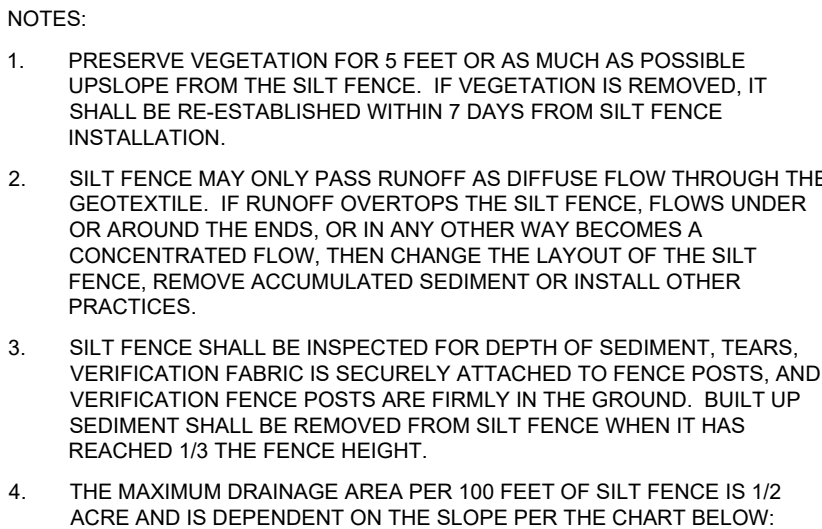 NOTES:
1. PRESERVE VEGETATION FOR 5 FEET OR AS MUCH AS POSSIBLE
UPSLOPE FROM THE SILT FENCE. IF VEGETATION IS REMOVED, IT
SHALL BE RE-ESTABLISHED WITHIN 7 DAYS FROM SILT FENCE
INSTALLATION.
2. SILT FENCE MAY ONLY PASS RUNOFF AS DIFFUSE FLOW THROUGH THE
GEOTEXTILE. IF RUNOFF OVERTOPS THE SILT FENCE, FLOWS UNDER
OR AROUND THE ENDS, OR IN ANY OTHER WAY BECOMES A
CONCENTRATED FLOW, THEN CHANGE THE LAYOUT OF THE SILT
FENCE, REMOVE ACCUMULATED SEDIMENT OR INSTALL OTHER
PRACTICES.
3. SILT FENCE SHALL BE INSPECTED FOR DEPTH OF SEDIMENT, TEARS,
VERIFICATION FABRIC IS SECURELY ATTACHED TO FENCE POSTS, AND
VERIFICATION FENCE POSTS ARE FIRMLY IN THE GROUND. BUILT UP
SEDIMENT SHALL BE REMOVED FROM SILT FENCE WHEN IT HAS
REACHED 1/3 THE FENCE HEIGHT.
4. THE MAXIMUM DRAINAGE AREA PER 100 FEET OF SILT FENCE IS 1/2
ACRE AND IS DEPENDENT ON THE SLOPE PER THE CHART BELOW: